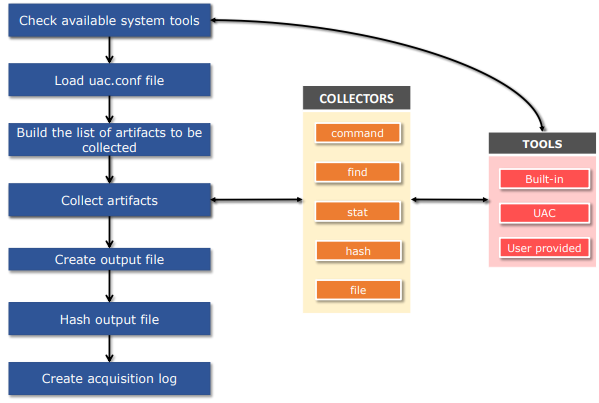 Check available system tools
Load uac.conf file
Build the list of artifacts to be
collected
Collect artifacts
Create output file
Hash output file
Create acquisition log
COLLECTORS
command
find
stat
hash
file
TOOLS
Built-in
UAC
User provided